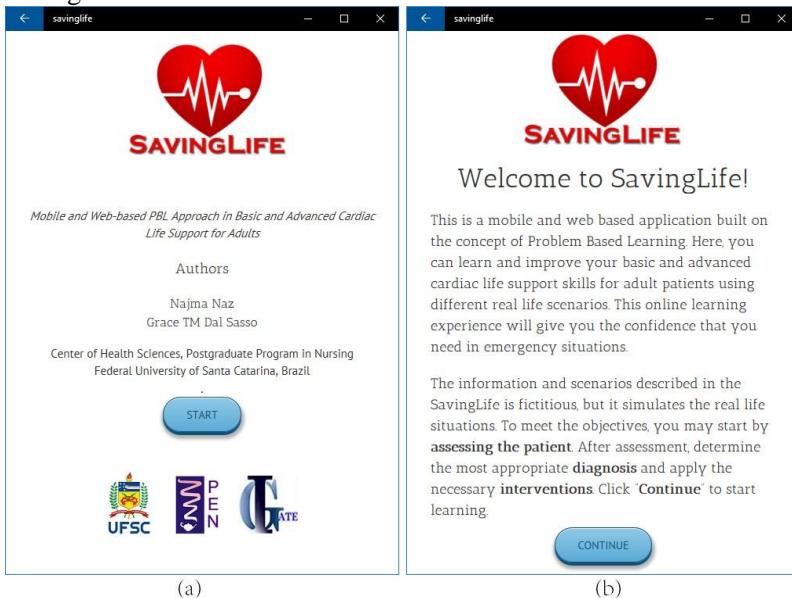 savinglife
SAVINGLIFE
Mobile and Web-based PBL Approach in Basic and Advanced Cardiac
Life Support for Adults
Authors
Najma Naz
Grace TM Dal Sasso
Center of Health Sciences, Postgraduate Program in Nursing
Federal University of Santa Catarina, Brazil
.
START
UFSC
PEN
GATE
(a)
savinglife
SAVINGLIFE
Welcome to SavingLife!
This is a mobile and web based application built on
the concept of Problem Based Learning. Here, you
can learn and improve your basic and advanced
cardiac life support skills for adult patients using
different real life scenarios. This online learning
experience will give you the confidence that you
need in emergency situations.
The information and scenarios described in the
SavingLife is fictitious, but it simulates the real life
situations. To meet the objectives, you may start by
assessing the patient. After assessment, determine
the most appropriate diagnosis and apply the
necessary interventions. Click "Continue" to start
learning.
CONTINUE
(b)